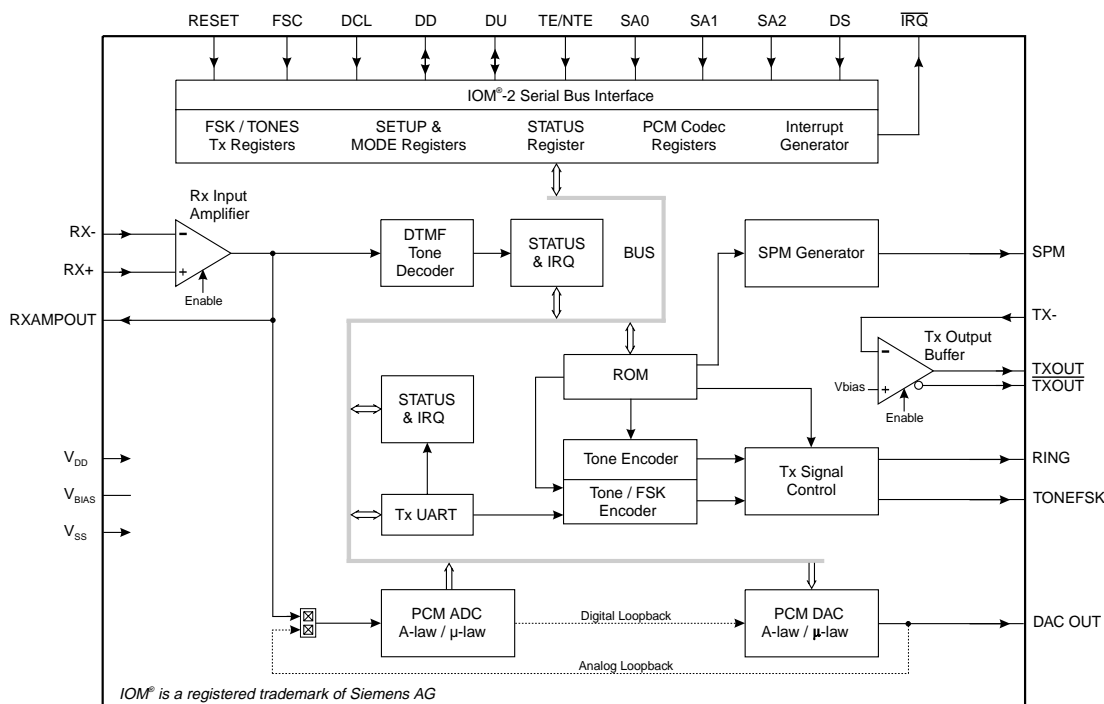 RESET FSC DCL DD DU TE/NTE SA0 SA1 SA2 DS IRQ
IOM®-2 Serial Bus Interface
FSK / TONES
Tx Registers
SETUP &
MODE Registers
STATUS
Register
PCM Codec
Registers
Interrupt
Generator
Rx Input
Amplifier
RX-
RX+
Enable
RXAMPOUT
DTMF
Tone
Decoder
STATUS
& IRQ
BUS
SPM Generator
SPM
TX-
Tx Output
Buffer
TXOUT
TXOUT
Vbias
Enable
ROM
STATUS
& IRQ
Tone Encoder
Tone / FSK
Encoder
Tx Signal
Control
RING
TONEFSK
VDD
VBIAS
VSS
Tx UART
PCM ADC
A-law / μ-law
Digital Loopback
PCM DAC
A-law / μ-law
DAC OUT
Analog Loopback
IOM® is a registered trademark of Siemens AG